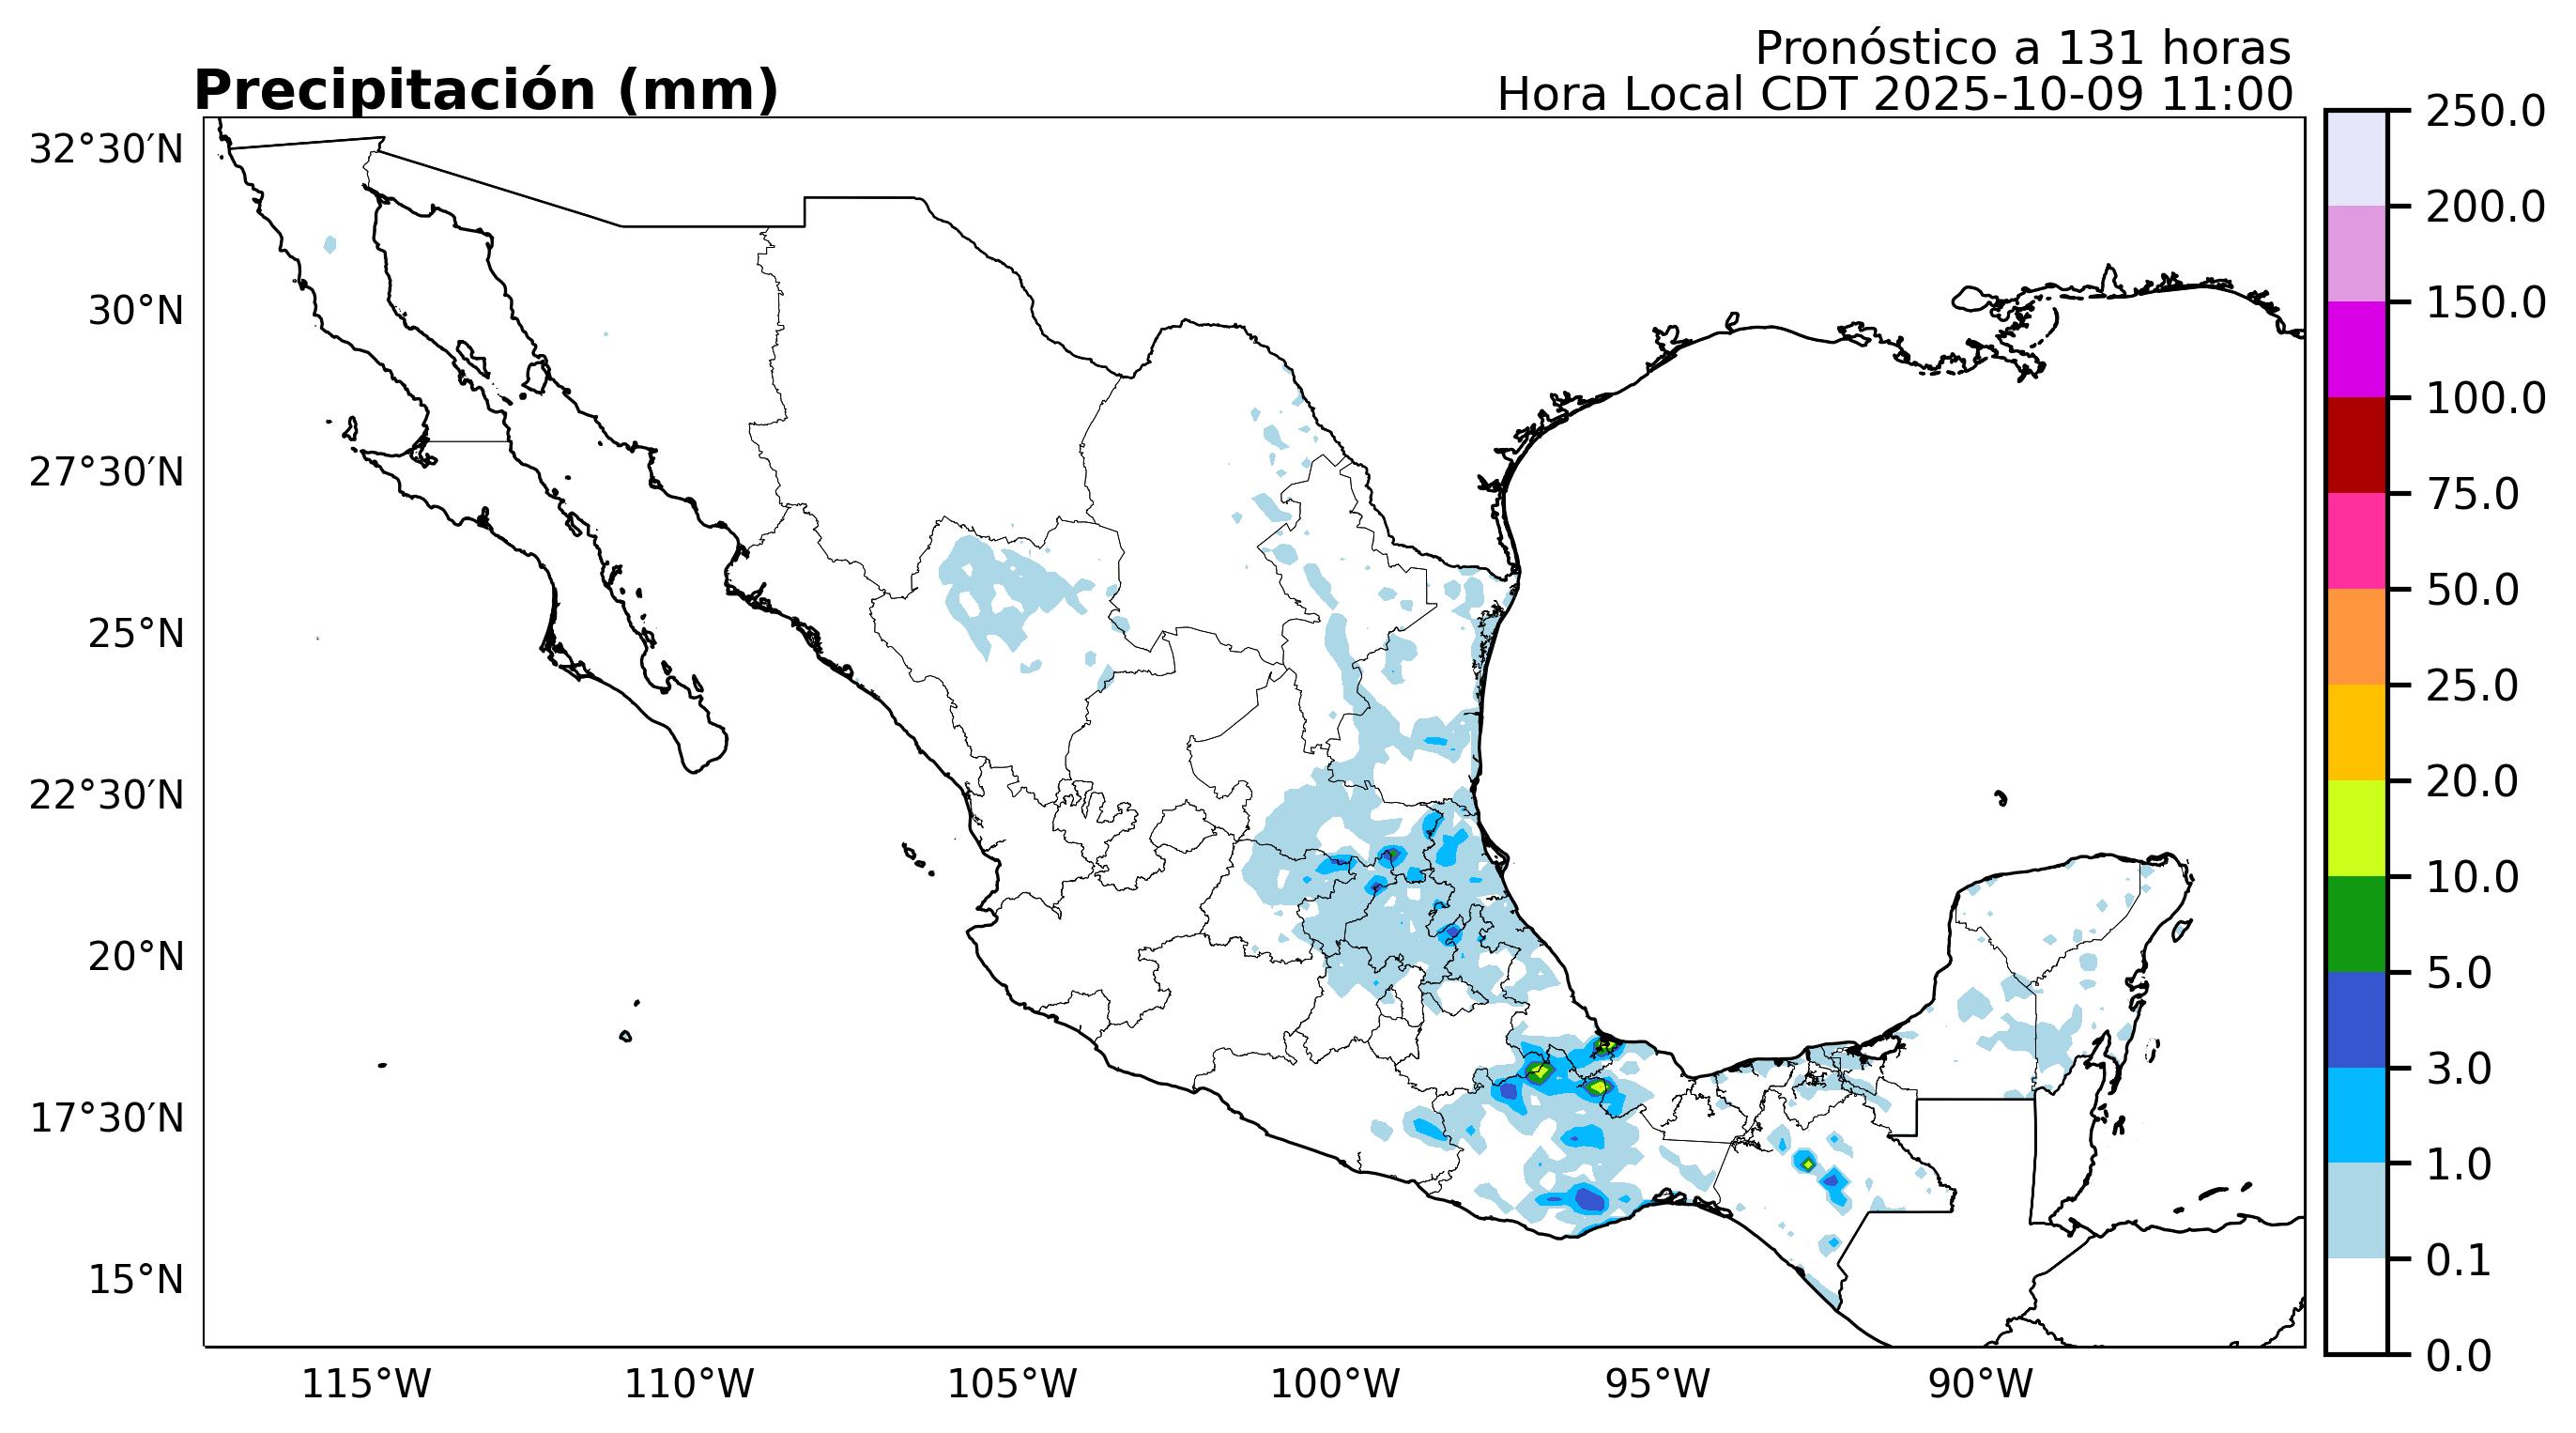 Pronóstico a 131 horas
Precipitación (mm)
Hora Local CDT 2025-10-09 11:00
32°30′N
30°N
27°30′N
25°N
22°30′N
20°N
17°30′N
15°N
115°W
110°W
105°W
100°W
95°W
90°W
250.0
200.0
150.0
100.0
75.0
50.0
25.0
20.0
10.0
5.0
3.0
1.0
0.1
0.0